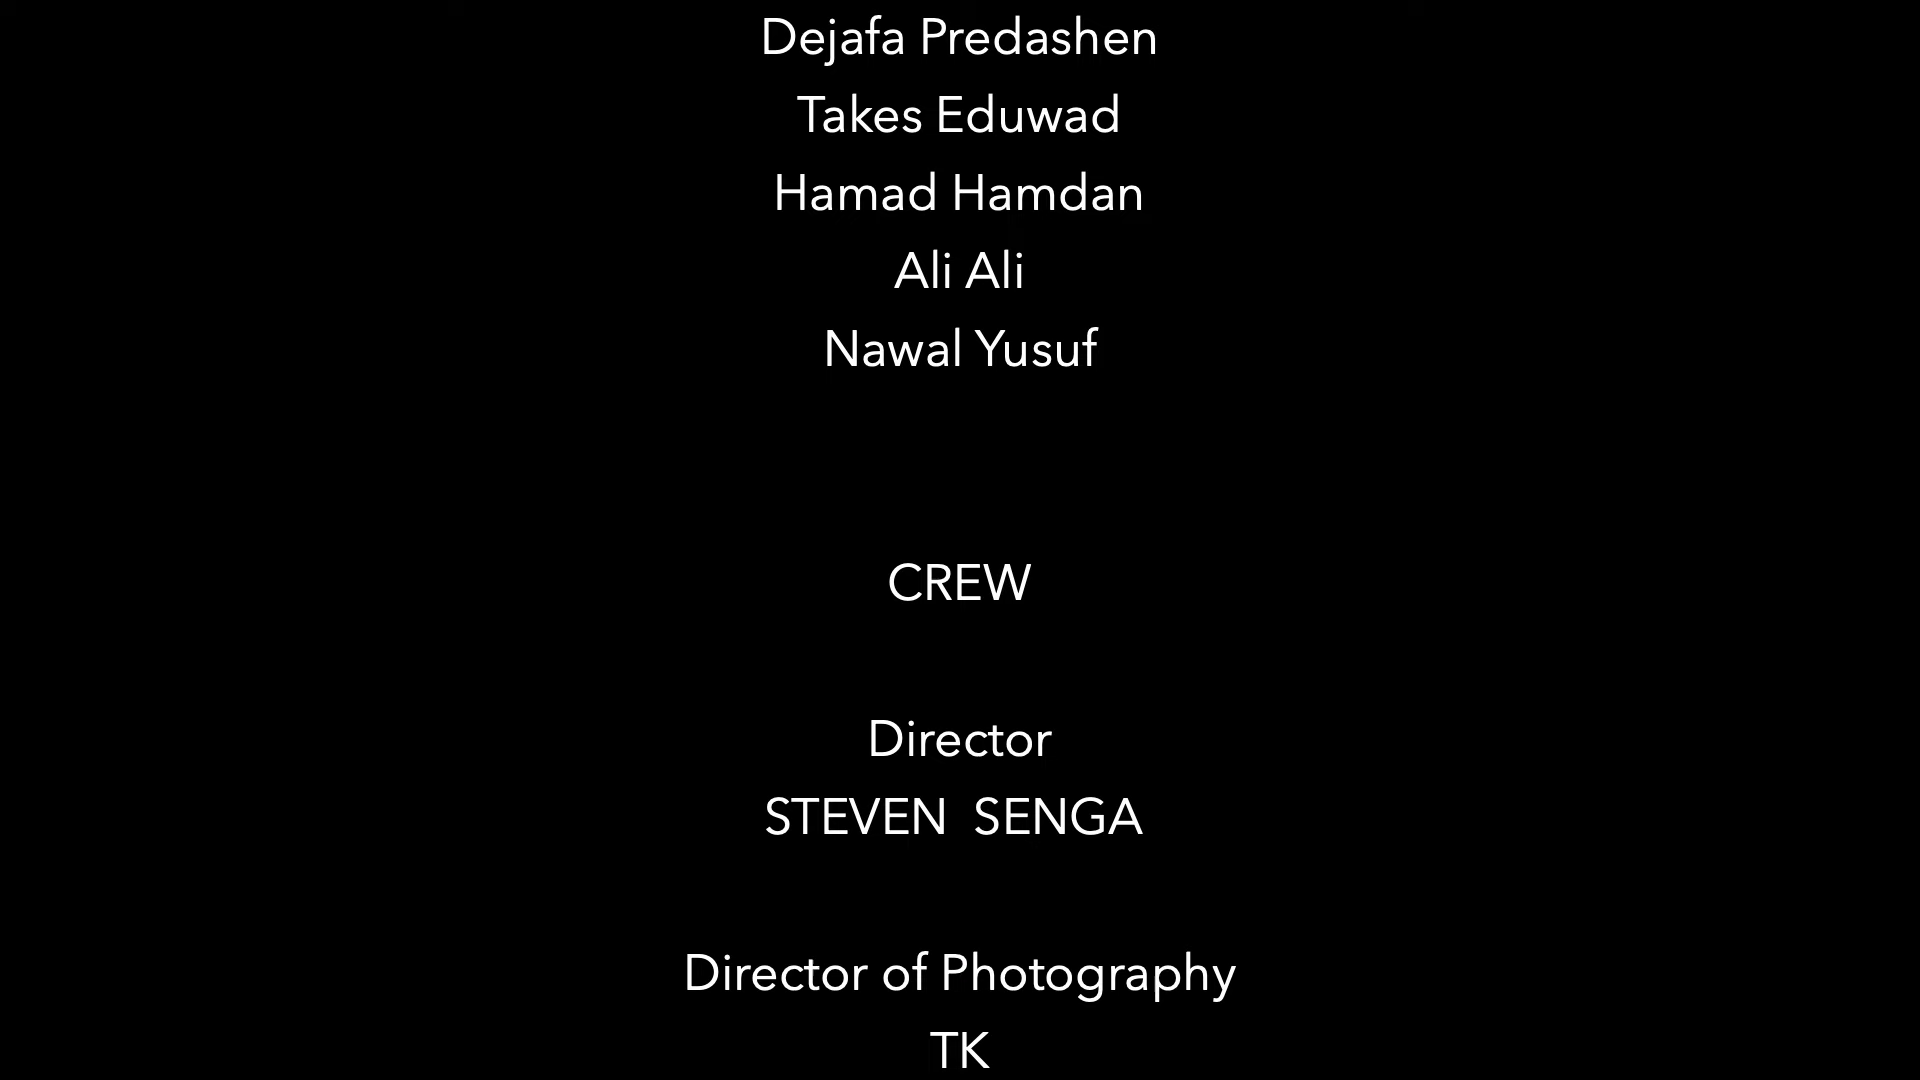 Dejafa Predashen
Takes Eduwad
Hamad Hamdan
Ali Ali
Nawal Yusuf
CREW
Director
STEVEN  SENGA
Director of Photography
TK